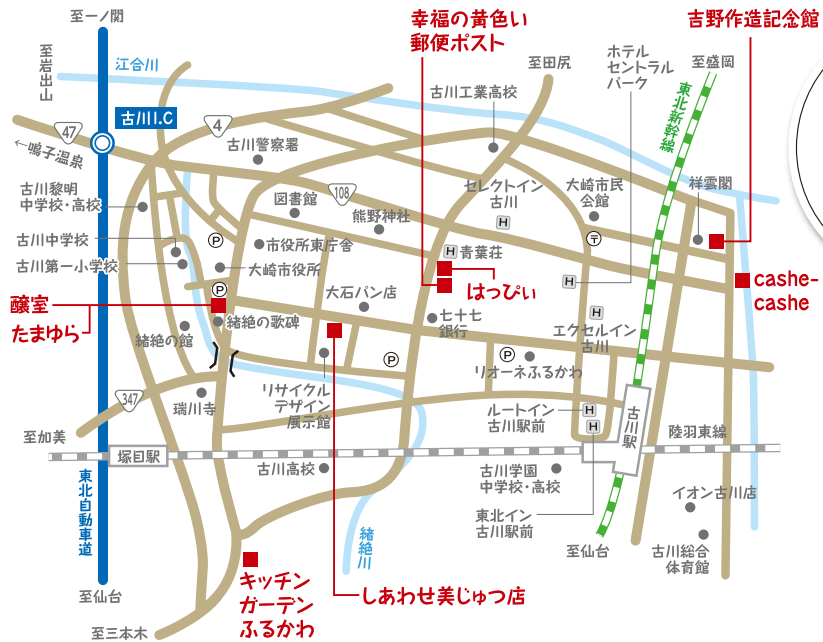 至一ノ関
幸福の黄色い
郵便ポスト
吉野作造記念館
至岩出山
江合川
至田尻
ホテル
セントラル
パーク
至盛岡
古川工業高校
東北新幹線
古川I.C
47
4
←鳴子温泉
古川警察署
108
古川黎明
中学校・高校
図書館
熊野神社
セレクトイン
古川
大崎市民
会館
祥雲閣
P
〒
古川中学校
市役所東庁舎
H
青葉荘
H
古川第一小学校
大崎市役所
はっぴぃ
H
cashe-
cashe
P
大石パン店
醸室
たまゆら
緒絶の歌碑
七十七
銀行
H
エクセルイン
古川
緒絶の館
P
P
リオーネふるかわ
347
瑞川寺
リサイクル
デザイン
展示館
ルートイン
古川駅前
H
H
古川駅
至加美
陸羽東線
塚目駅
古川高校
古川学園
中学校・高校
東北自動車道
イオン古川店
東北イン
古川駅前
緒絶川
至仙台
古川総合
体育館
キッチン
ガーデン
ふるかわ
しあわせ美じゅつ店
至仙台
至三本木